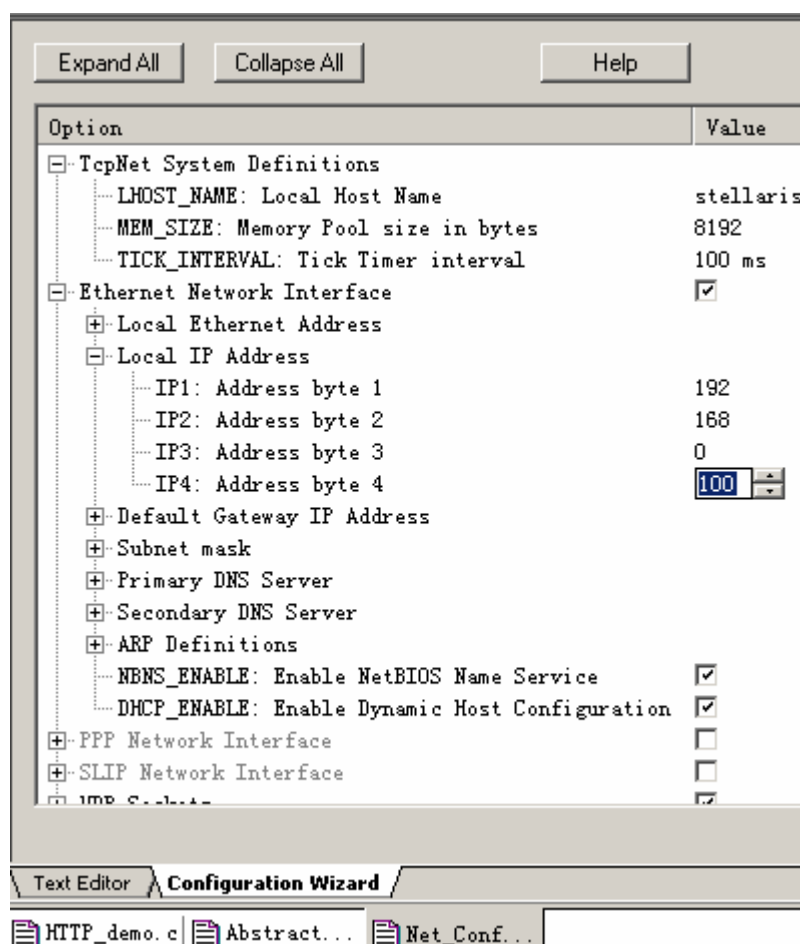 Expand All Collapse All Help
Option Value
TcpNet System Definitions
LHOST_NAME: Local Host Name stellaris
MEM_SIZE: Memory Pool size in bytes 8192
TICK_INTERVAL: Tick Timer interval 100 ms
Ethernet Network Interface
Local Ethernet Address
Local IP Address
IP1: Address byte 1 192
IP2: Address byte 2 168
IP3: Address byte 3 0
IP4: Address byte 4 100
Default Gateway IP Address
Subnet mask
Primary DNS Server
Secondary DNS Server
ARP Definitions
NBNS_ENABLE: Enable NetBIOS Name Service
DHCP_ENABLE: Enable Dynamic Host Configuration
PPP Network Interface
SLIP Network Interface
Text Editor Configuration Wizard
HTTP_demo.c Abstract... Net_Conf...